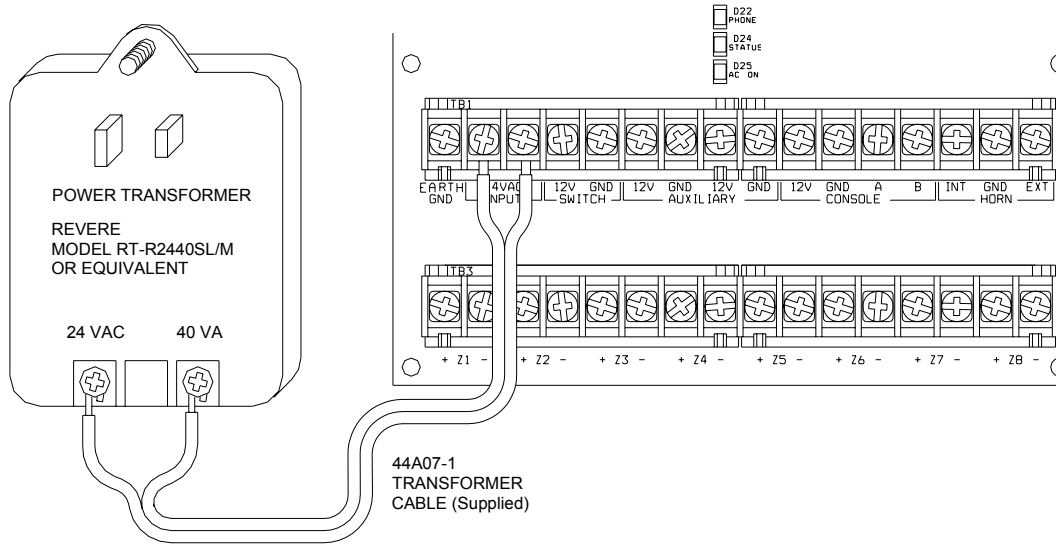 D22
PHONE
D24
STATUS
D25
AC ON
TB1
EARTH GND
4VAC INPUT
12V GND
SWITCH
12V GND 12V GND
AUXILIARY
12V GND A B
CONSOLE
INT GND EXT
HORN
POWER TRANSFORMER
REVERE
MODEL RT-R2440SL/M
OR EQUIVALENT
24 VAC 40 VA
TB3
+ Z1 - + Z2 - + Z3 - + Z4 - + Z5 - + Z6 - + Z7 - + Z8 -
44A07-1
TRANSFORMER
CABLE (Supplied)